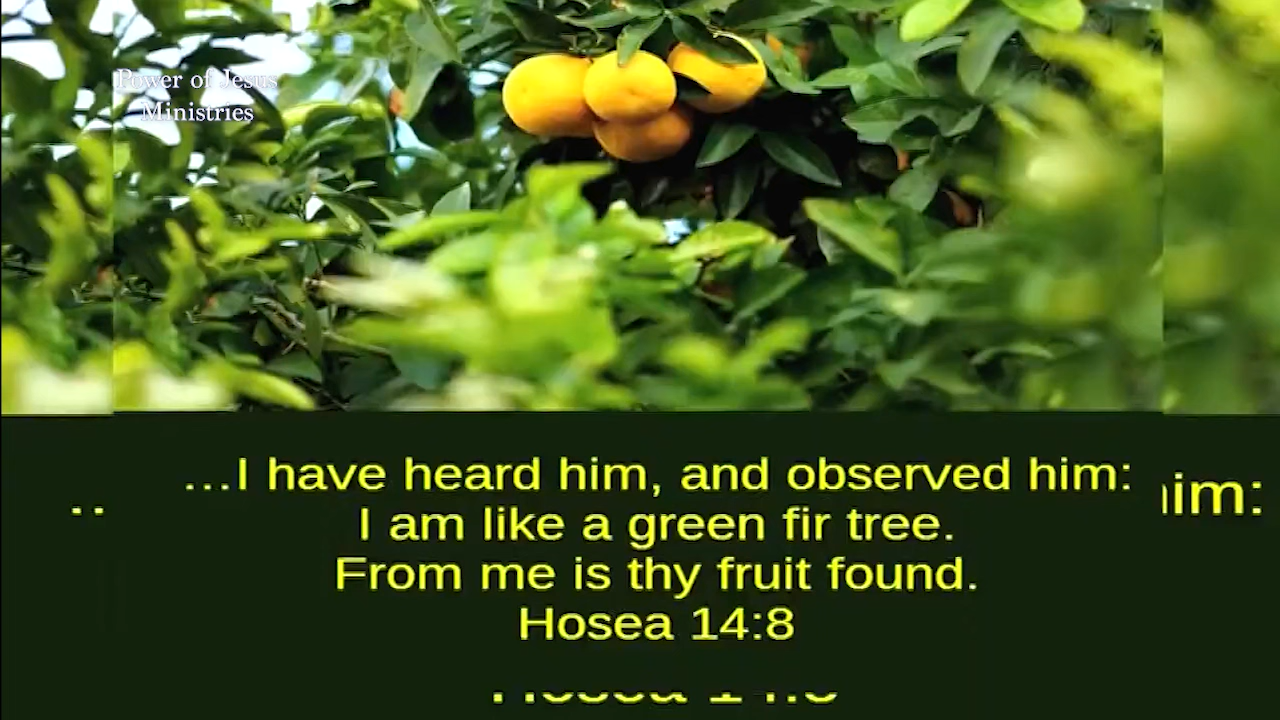 Power of Jesus
Ministries
...I have heard him, and observed him:
I am like a green fir tree.
From me is thy fruit found.
Hosea 14:8
him: